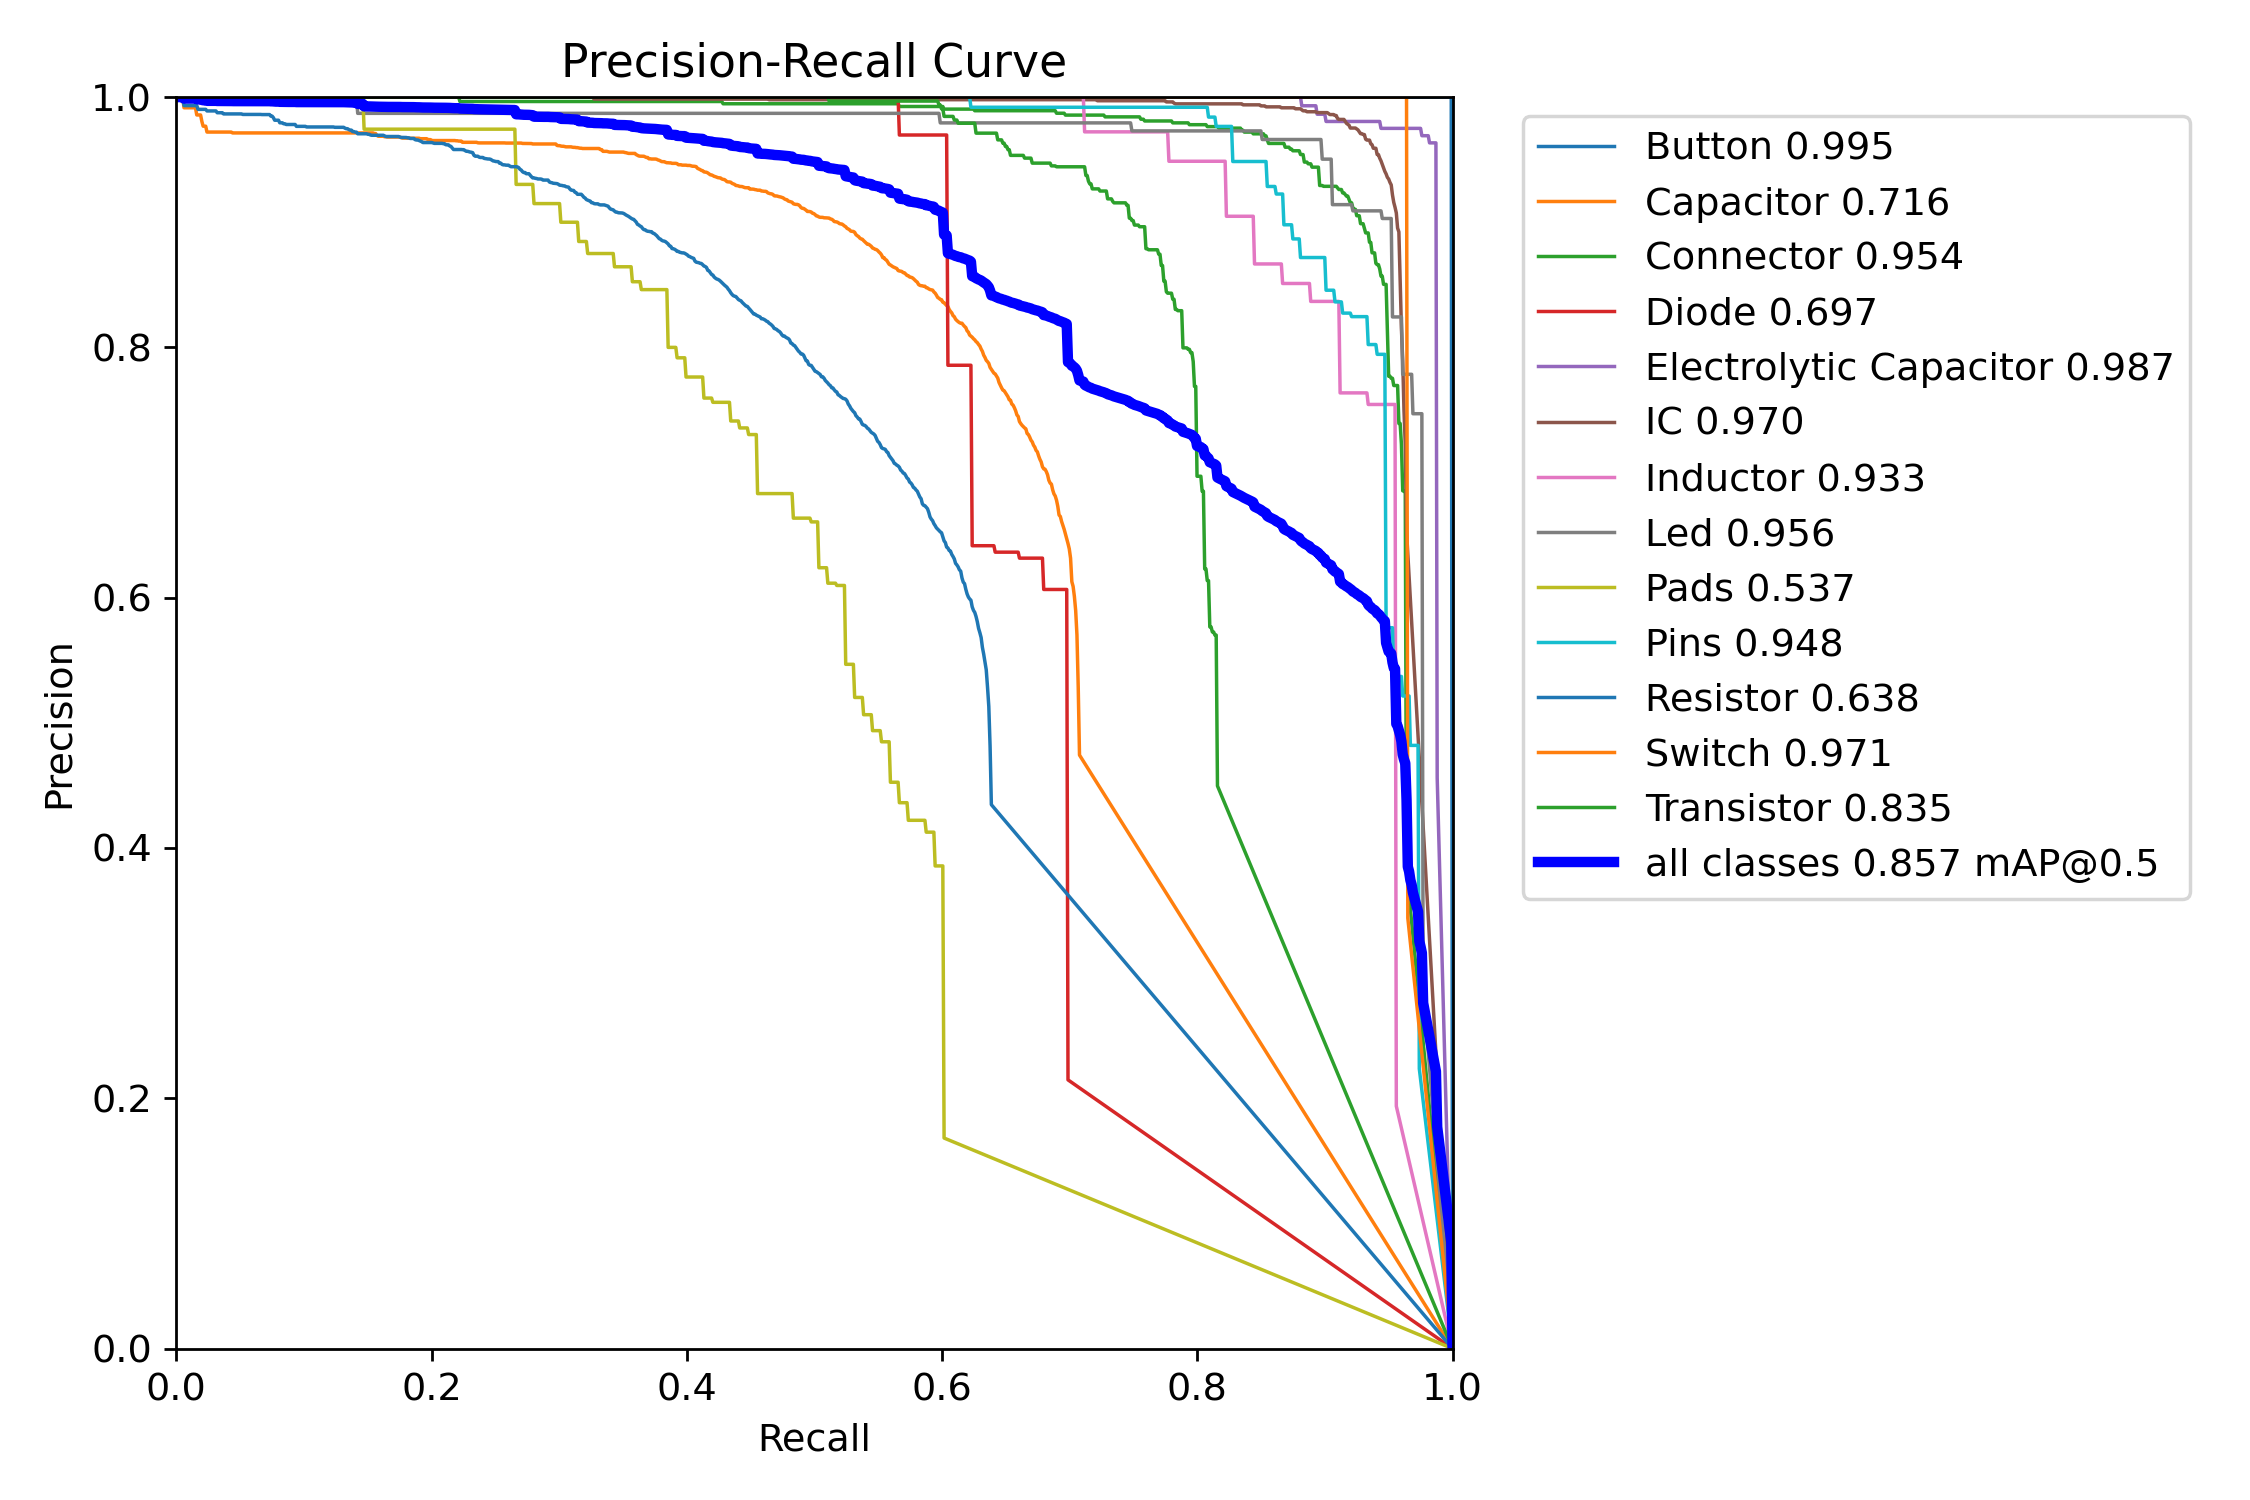 Precision-Recall Curve
1.0
0.8
0.6
0.4
0.2
0.0
Precision
0.0 0.2 0.4 0.6 0.8 1.0
Recall
Button 0.995
Capacitor 0.716
Connector 0.954
Diode 0.697
Electrolytic Capacitor 0.987
IC 0.970
Inductor 0.933
Led 0.956
Pads 0.537
Pins 0.948
Resistor 0.638
Switch 0.971
Transistor 0.835
all classes 0.857 mAP@0.5